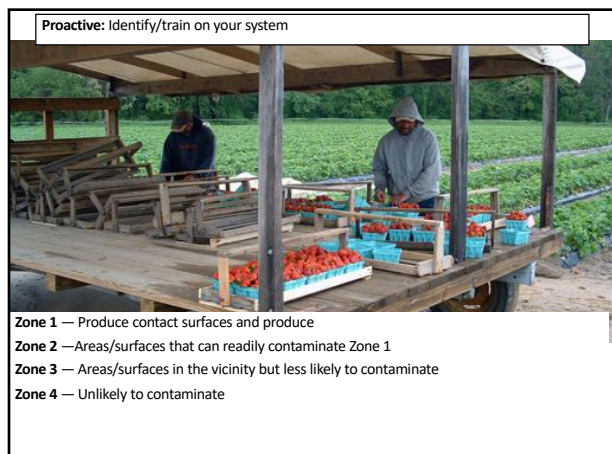 Proactive: Identify/train on your system
Zone 1 — Produce contact surfaces and produce
Zone 2 —Areas/surfaces that can readily contaminate Zone 1
Zone 3 — Areas/surfaces in the vicinity but less likely to contaminate
Zone 4 — Unlikely to contaminate